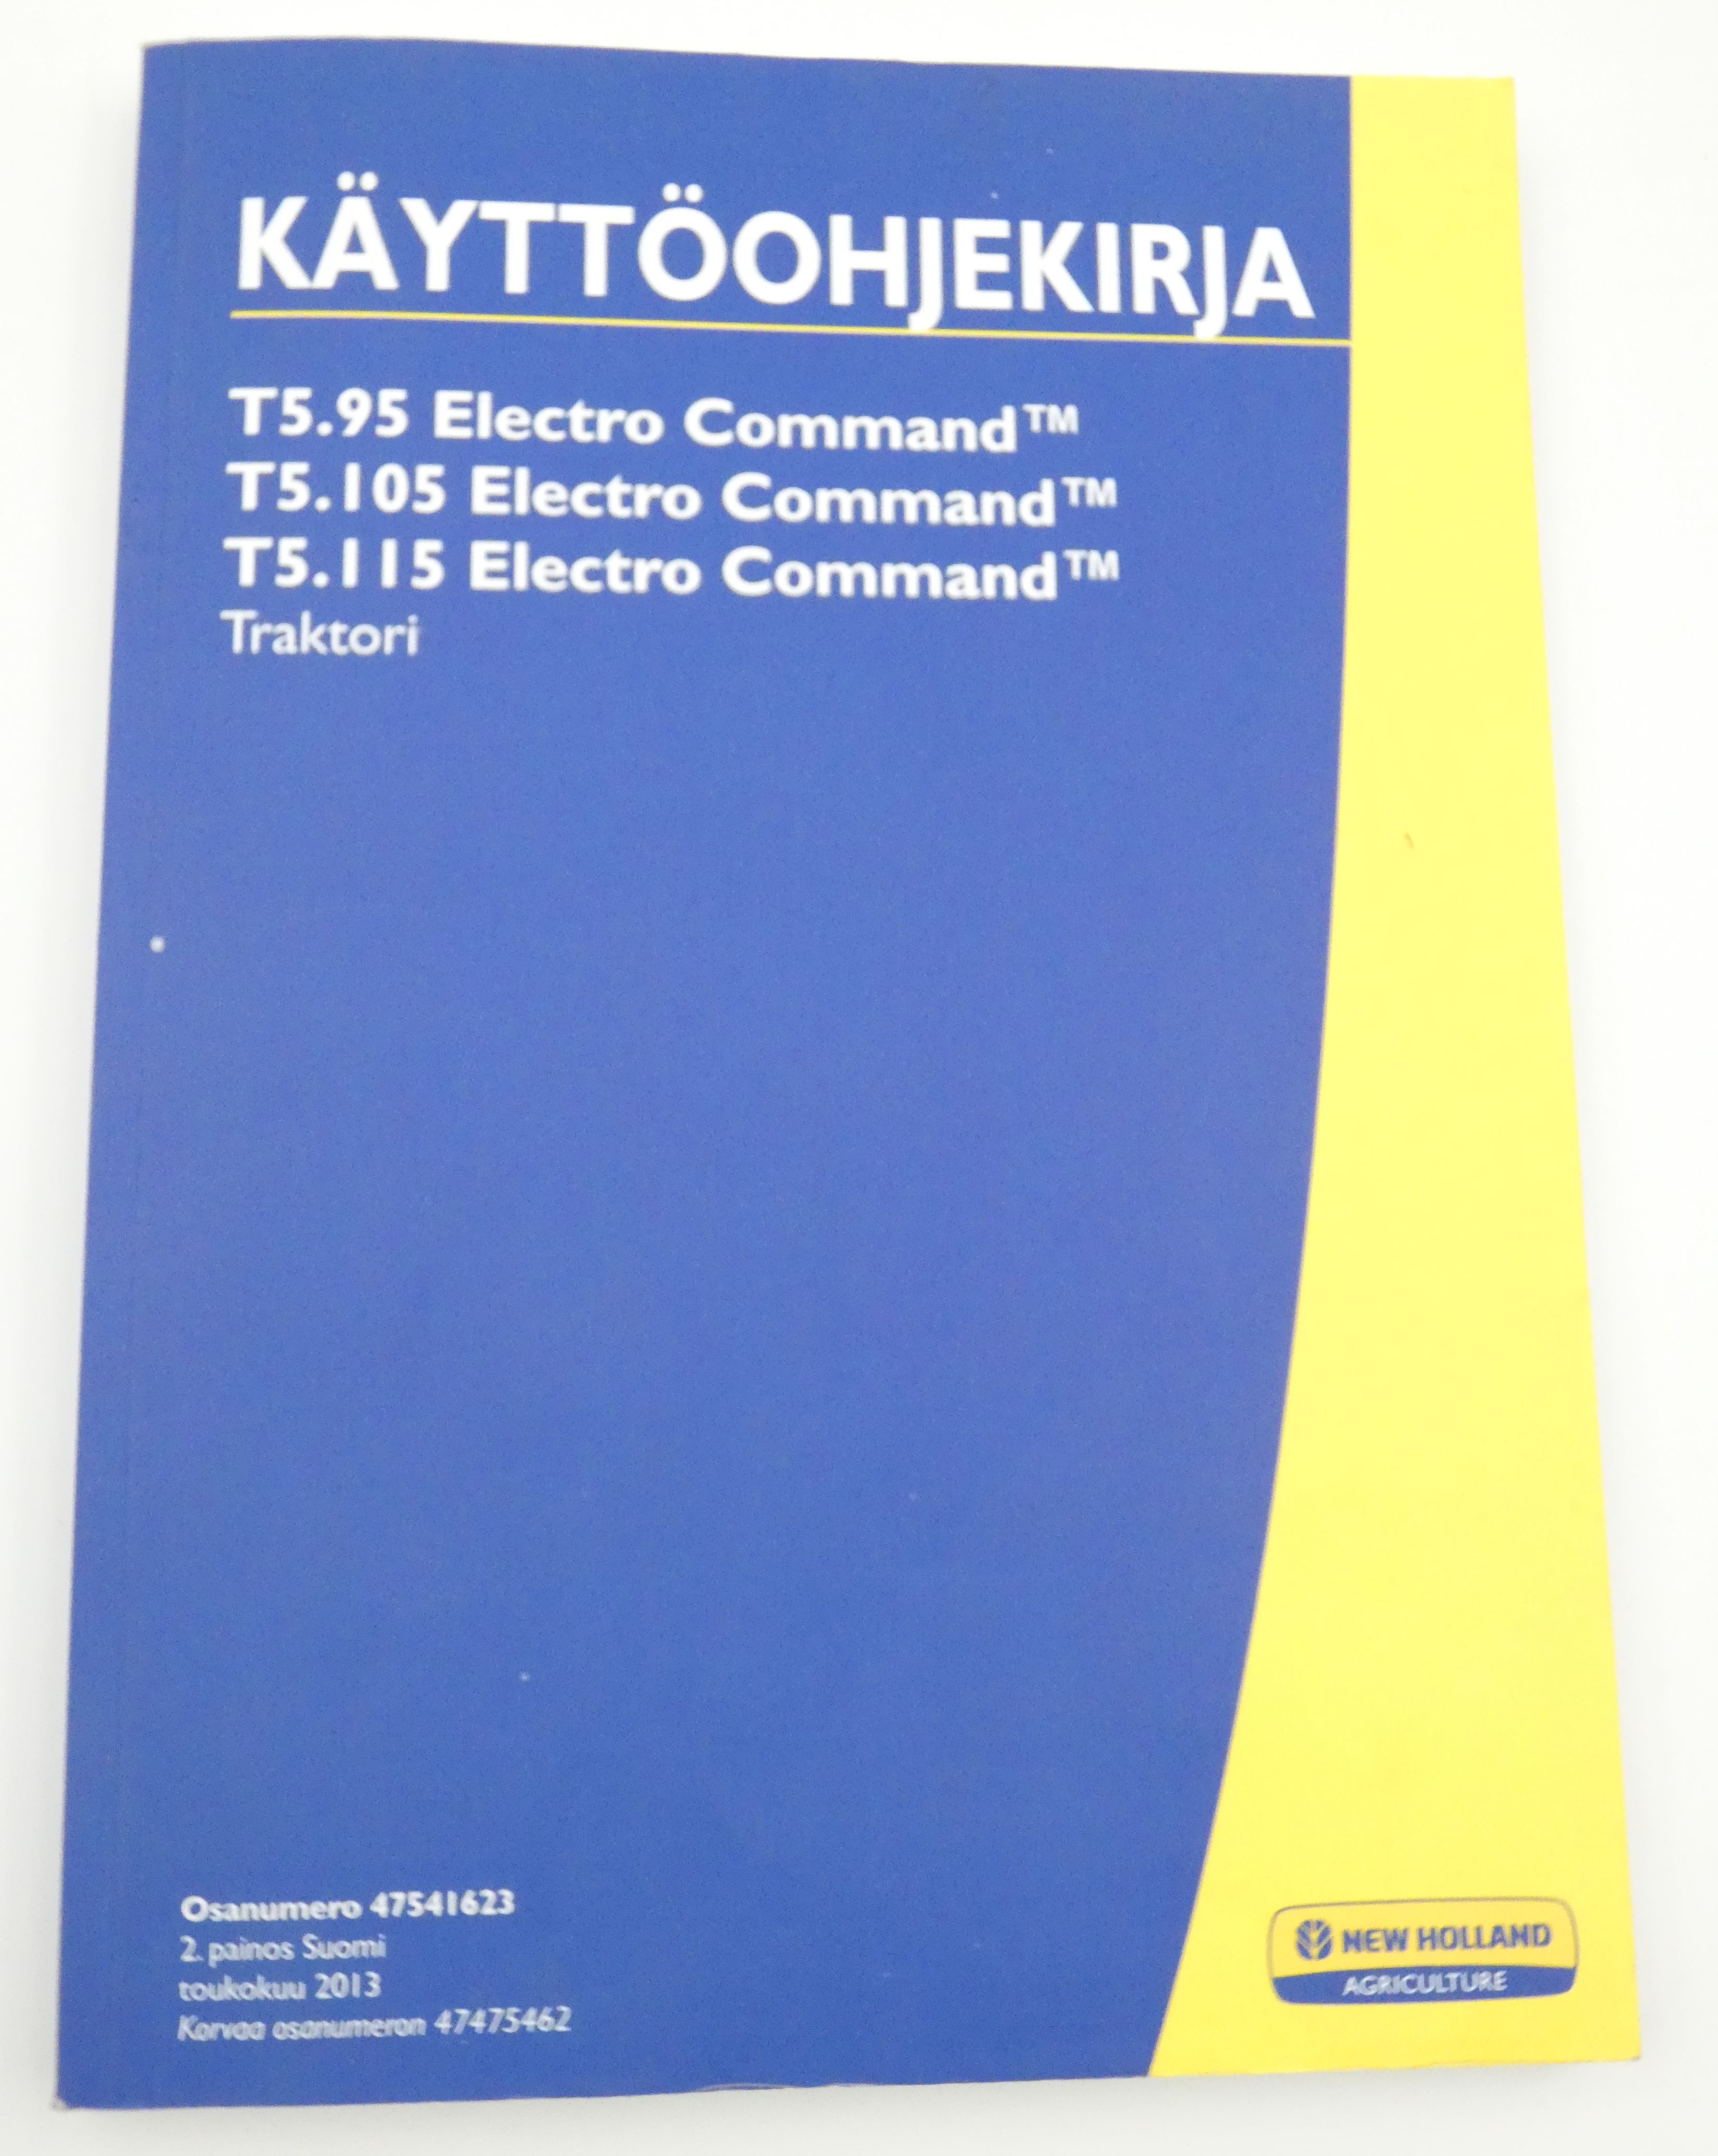 KÄYTTÖOHJEKIRJA
T5.95 Electro Command™
T5.105 Electro Command™
T5.115 Electro Command™
Traktori
Osanumero 47541623
2. painos Suomi
toukokuu 2013
Korvaa osanumeron 47475462
NEW HOLLAND
AGRICULTURE